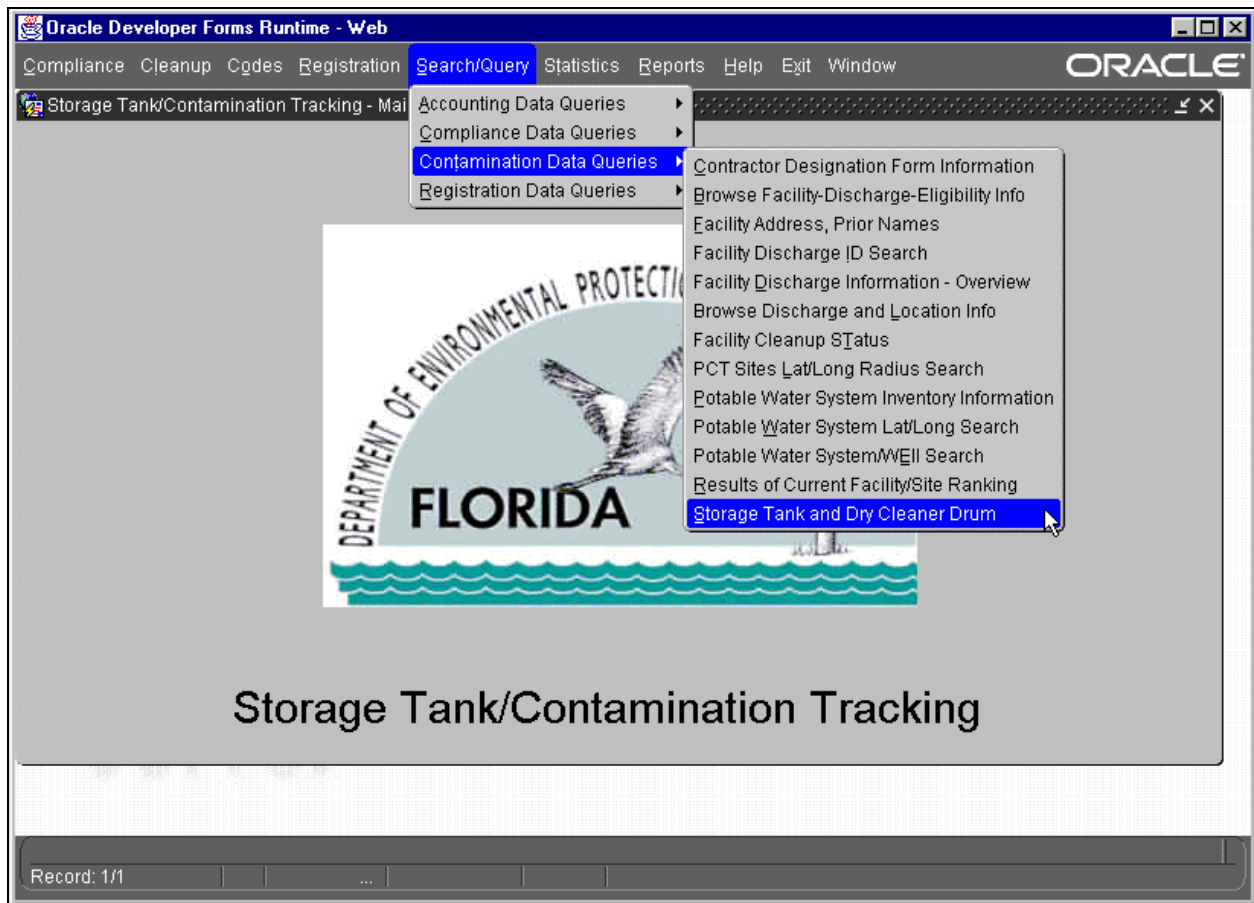 Oracle Developer Forms Runtime - Web
Compliance Cleanup Codes Registration Search/Query Statistics Reports Help Exit Window ORACLE
Storage Tank/Contamination Tracking - Mai
Accounting Data Queries
Compliance Data Queries
Contamination Data Queries
Registration Data Queries
Contractor Designation Form Information
Browse Facility-Discharge-Eligibility Info
Facility Address, Prior Names
Facility Discharge ID Search
Facility Discharge Information - Overview
Browse Discharge and Location Info
Facility Cleanup STatus
PCT Sites Lat/Long Radius Search
Potable Water System Inventory Information
Potable Water System Lat/Long Search
Potable Water System/WEll Search
Results of Current Facility/Site Ranking
Storage Tank and Dry Cleaner Drum
DEPARTMENT OF ENVIRONMENTAL PROTECTI
FLORIDA
Storage Tank/Contamination Tracking
Record: 1/1 ...